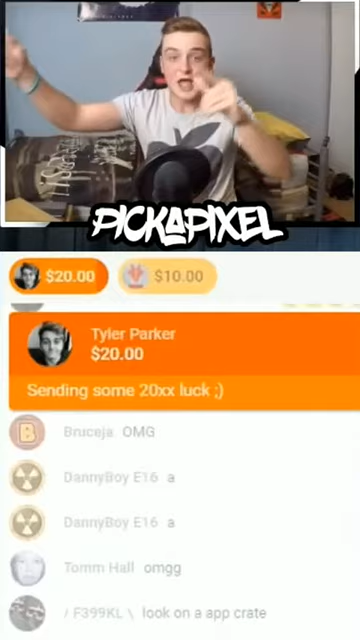 PICKAPIXEL
$20.00 $10.00
Tyler Parker
$20.00
Sending some 20xx luck ;)
Bruceja OMG
DannyBoy E16 a
DannyBoy E16 a
Tomm Hall omgg
/ F399KL \ look on a app crate